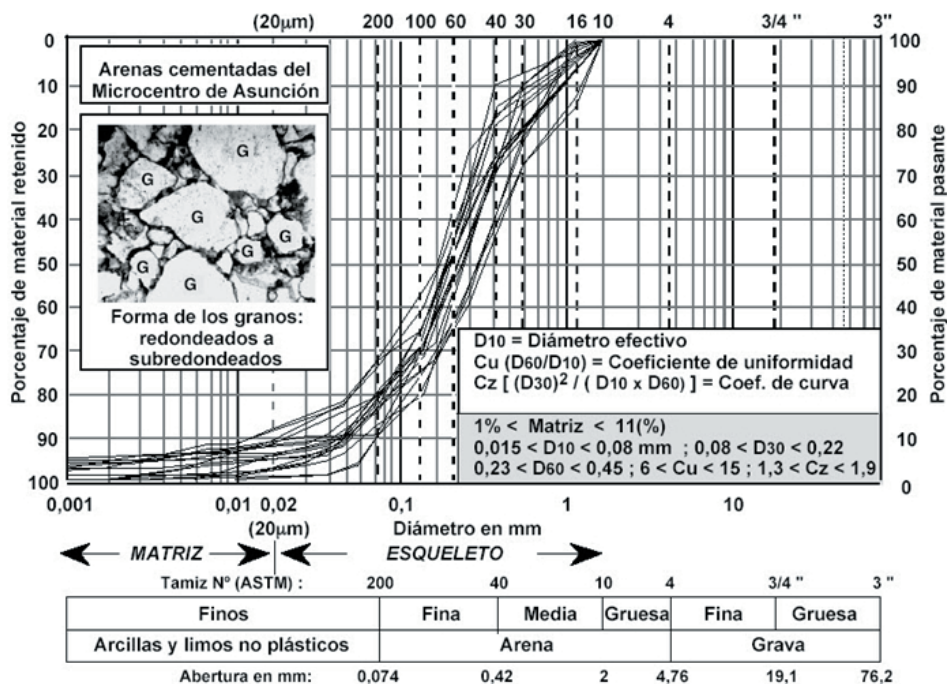 (20µm) 200 100 60 40 30 16 10 4 3/4 " 3"
Porcentaje de material retenido
0
10
20
30
40
50
60
70
80
90
100
Arenas cementadas del
Microcentro de Asunción
G
G
G
G
G
G
G
Forma de los granos:
redondeados a
subredondeados
D10 = Diámetro efectivo
Cu (D60/D10) = Coeficiente de uniformidad
Cz [ (D30)2 / ( D10 x D60) ] = Coef. de curva
1% < Matriz < 11(%)
0,015 < D10 < 0,08 mm ; 0,08 < D30 < 0,22
0,23 < D60 < 0,45 ; 6 < Cu < 15 ; 1,3 < Cz < 1,9
100
90
80
70
60
50
40
30
20
10
0
Porcentaje de material pasante
0,001 0,01 0,02 0,1 1 10
(20µm) Diámetro en mm
MATRIZ ESQUELETO
Tamiz Nº (ASTM) : 200 40 10 4 3/4 " 3 "
Finos Fina Media Gruesa Fina Gruesa
Arcillas y limos no plásticos Arena Grava
Abertura en mm: 0,074 0,42 2 4,76 19,1 76,2